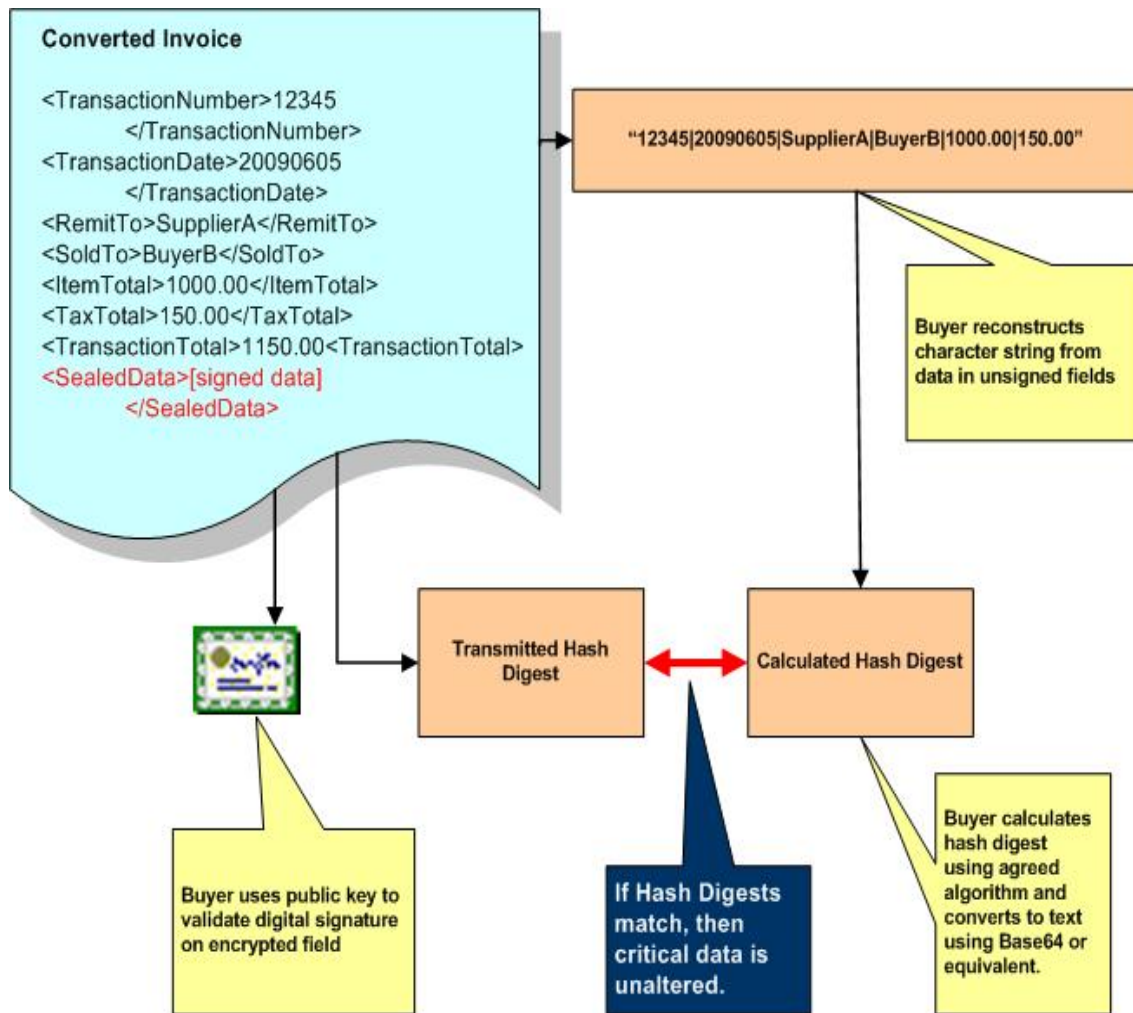 Converted Invoice
<TransactionNumber>12345
</TransactionNumber>
<TransactionDate>20090605
</TransactionDate>
<RemitTo>SupplierA</RemitTo>
<SoldTo>BuyerB</SoldTo>
<ItemTotal>1000.00</ItemTotal>
<TaxTotal>150.00</TaxTotal>
<TransactionTotal>1150.00<TransactionTotal>
<SealedData>[signed data]
</SealedData>
“12345|20090605|SupplierA|BuyerB|1000.00|150.00”
Buyer reconstructs
character string from
data in unsigned fields
Transmitted Hash
Digest
Calculated Hash Digest
Buyer uses public key to
validate digital signature
on encrypted field
If Hash Digests
match, then
critical data is
unaltered.
Buyer calculates
hash digest
using agreed
algorithm and
converts to text
using Base64 or
equivalent.